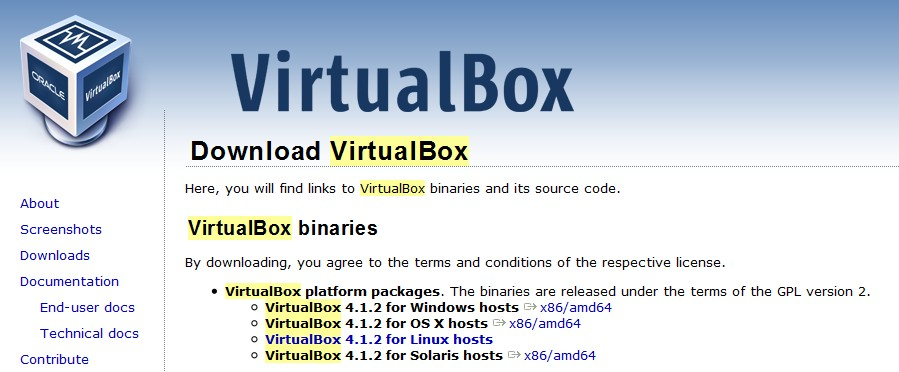 ORACLE
VirtualBox
VirtualBox
Download VirtualBox
Here, you will find links to VirtualBox binaries and its source code.
About
Screenshots
Downloads
Documentation
End-user docs
Technical docs
Contribute
VirtualBox binaries
By downloading, you agree to the terms and conditions of the respective license.
• VirtualBox platform packages. The binaries are released under the terms of the GPL version 2.
VirtualBox 4.1.2 for Windows hosts x86/amd64
VirtualBox 4.1.2 for OS X hosts x86/amd64
VirtualBox 4.1.2 for Linux hosts
VirtualBox 4.1.2 for Solaris hosts x86/amd64